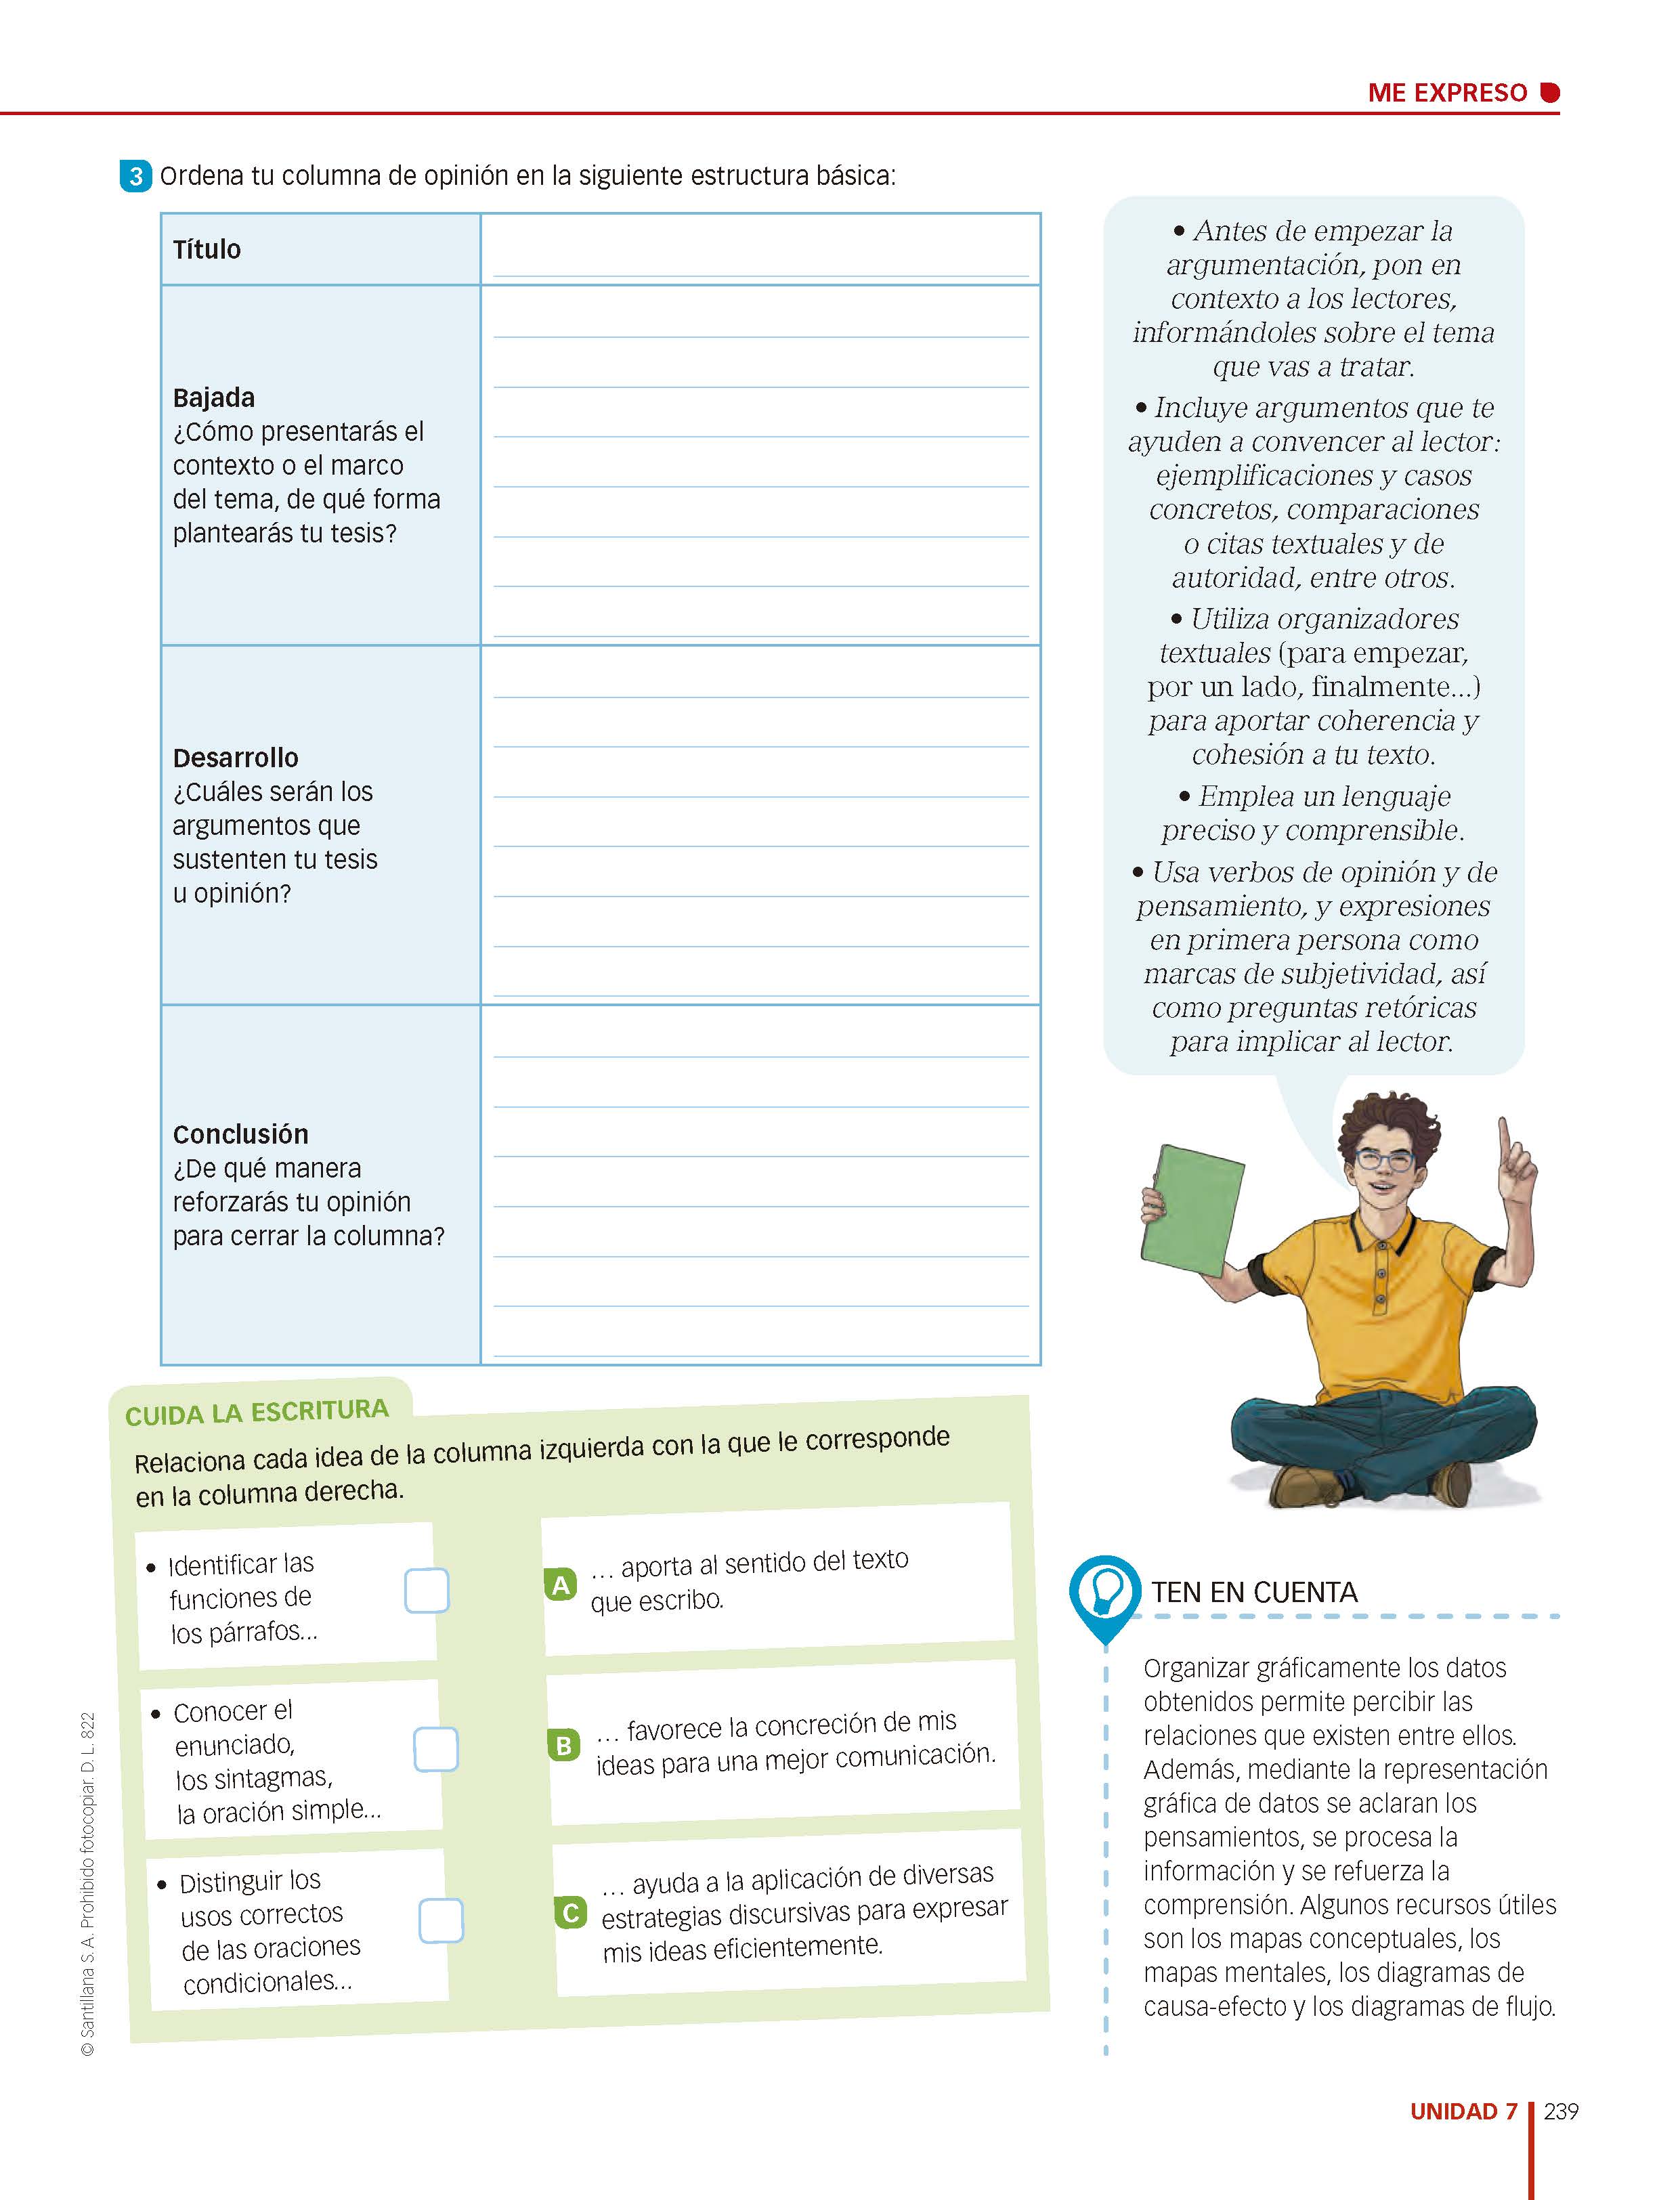 ME EXPRESO
3 Ordena tu columna de opinión en la siguiente estructura básica:
Título
Bajada
¿Cómo presentarás el
contexto o el marco
del tema, de qué forma
plantearás tu tesis?
Desarrollo
¿Cuáles serán los
argumentos que
sustenten tu tesis
u opinión?
Conclusión
¿De qué manera
reforzarás tu opinión
para cerrar la columna?
• Antes de empezar la
argumentación, pon en
contexto a los lectores,
informándoles sobre el tema
que vas a tratar.
• Incluye argumentos que te
ayuden a convencer al lector:
ejemplificaciones y casos
concretos, comparaciones
o citas textuales y de
autoridad, entre otros.
• Utiliza organizadores
textuales (para empezar,
por un lado, finalmente...)
para aportar coherencia y
cohesión a tu texto.
• Emplea un lenguaje
preciso y comprensible.
• Usa verbos de opinión y de
pensamiento, y expresiones
en primera persona como
marcas de subjetividad, así
como preguntas retóricas
para implicar al lector.
CUIDA LA ESCRITURA
Relaciona cada idea de la columna izquierda con la que le corresponde
en la columna derecha.
• Identificar las
funciones de
los párrafos...
• Conocer el
enunciado,
los sintagmas,
la oración simple...
• Distinguir los
usos correctos
de las oraciones
condicionales...
A ... aporta al sentido del texto
que escribo.
B ... favorece la concreción de mis
ideas para una mejor comunicación.
C ... ayuda a la aplicación de diversas
estrategias discursivas para expresar
mis ideas eficientemente.
TEN EN CUENTA
Organizar gráficamente los datos
obtenidos permite percibir las
relaciones que existen entre ellos.
Además, mediante la representación
gráfica de datos se aclaran los
pensamientos, se procesa la
información y se refuerza la
comprensión. Algunos recursos útiles
son los mapas conceptuales, los
mapas mentales, los diagramas de
causa-efecto y los diagramas de flujo.
© Santillana S. A. Prohibido fotocopiar. D. L. 822
UNIDAD 7 239